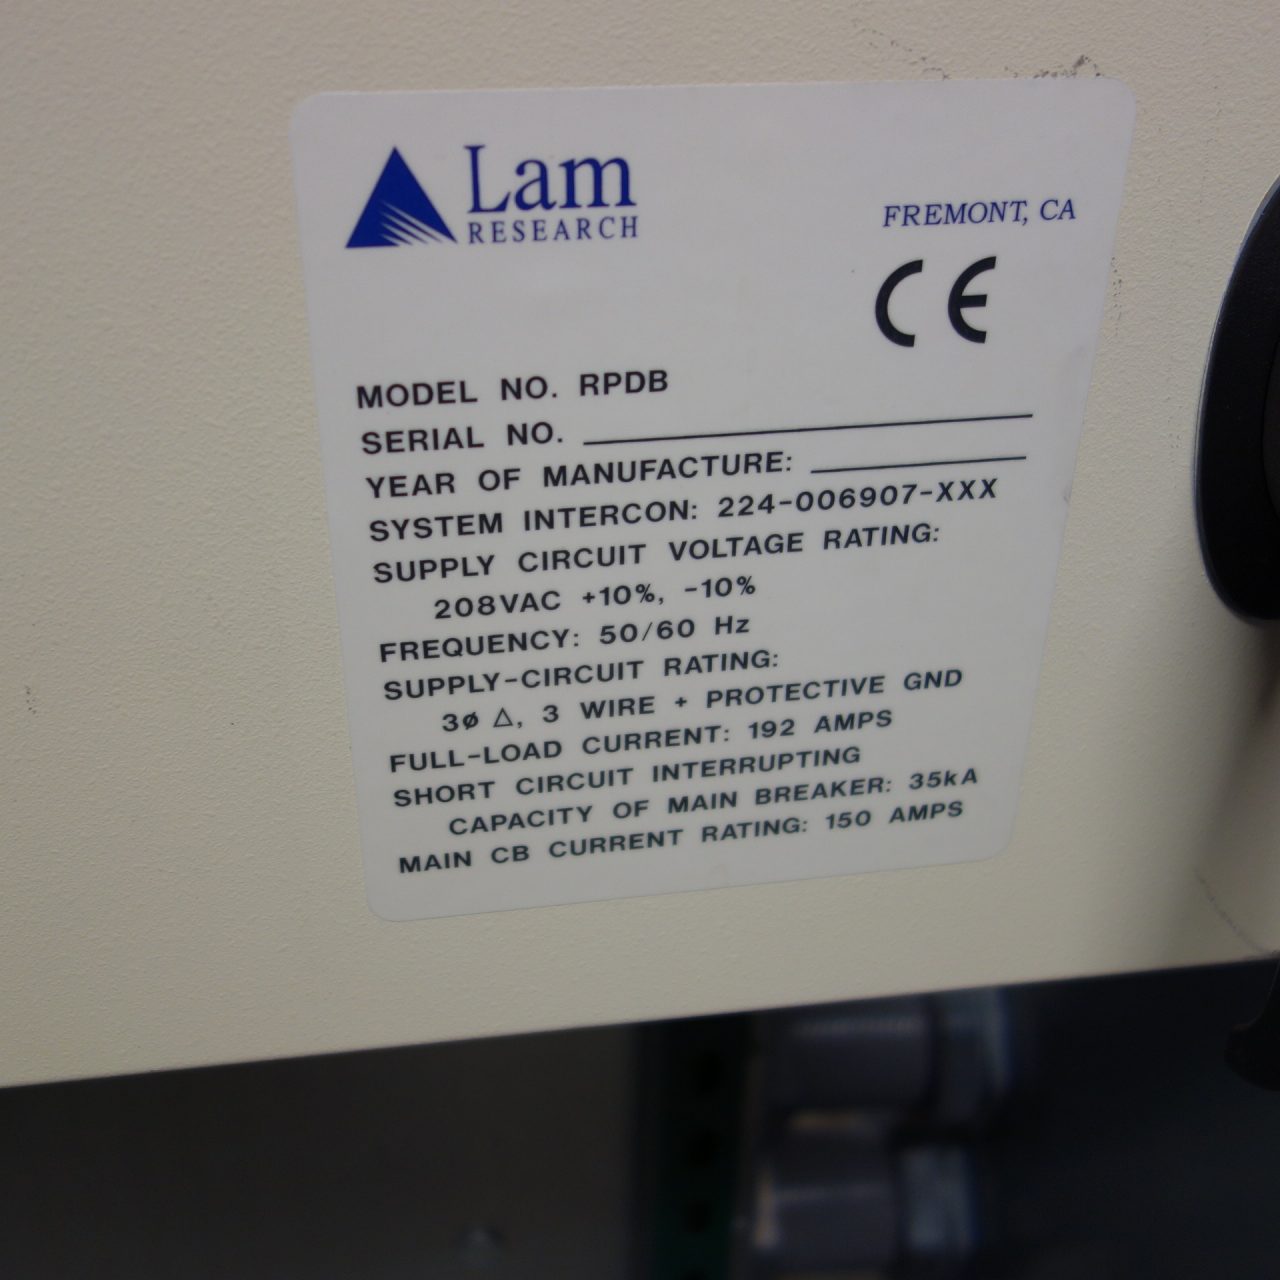 Lam
RESEARCH
FREMONT, CA
CE
MODEL NO. RPDB
SERIAL NO.
YEAR OF MANUFACTURE:
SYSTEM INTERCON: 224-006907-XXX
SUPPLY CIRCUIT VOLTAGE RATING:
208VAC +10%, -10%
FREQUENCY: 50/60 Hz
SUPPLY-CIRCUIT RATING:
3ø Δ, 3 WIRE + PROTECTIVE GND
FULL-LOAD CURRENT: 192 AMPS
SHORT CIRCUIT INTERRUPTING
CAPACITY OF MAIN BREAKER: 35kA
MAIN CB CURRENT RATING: 150 AMPS